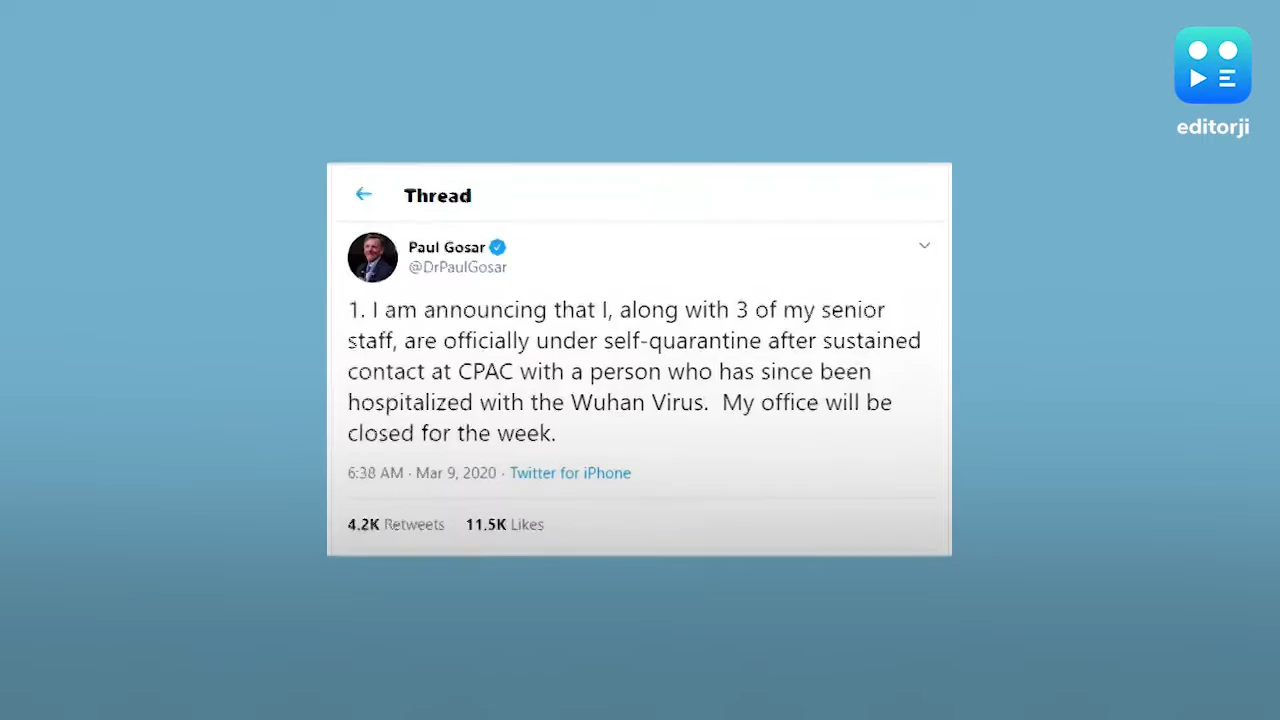 editorji
Thread
Paul Gosar
@DrPaulGosar
1. I am announcing that I, along with 3 of my senior
staff, are officially under self-quarantine after sustained
contact at CPAC with a person who has since been
hospitalized with the Wuhan Virus.  My office will be
closed for the week.
6:38 AM · Mar 9, 2020 · Twitter for iPhone
4.2K Retweets 11.5K Likes